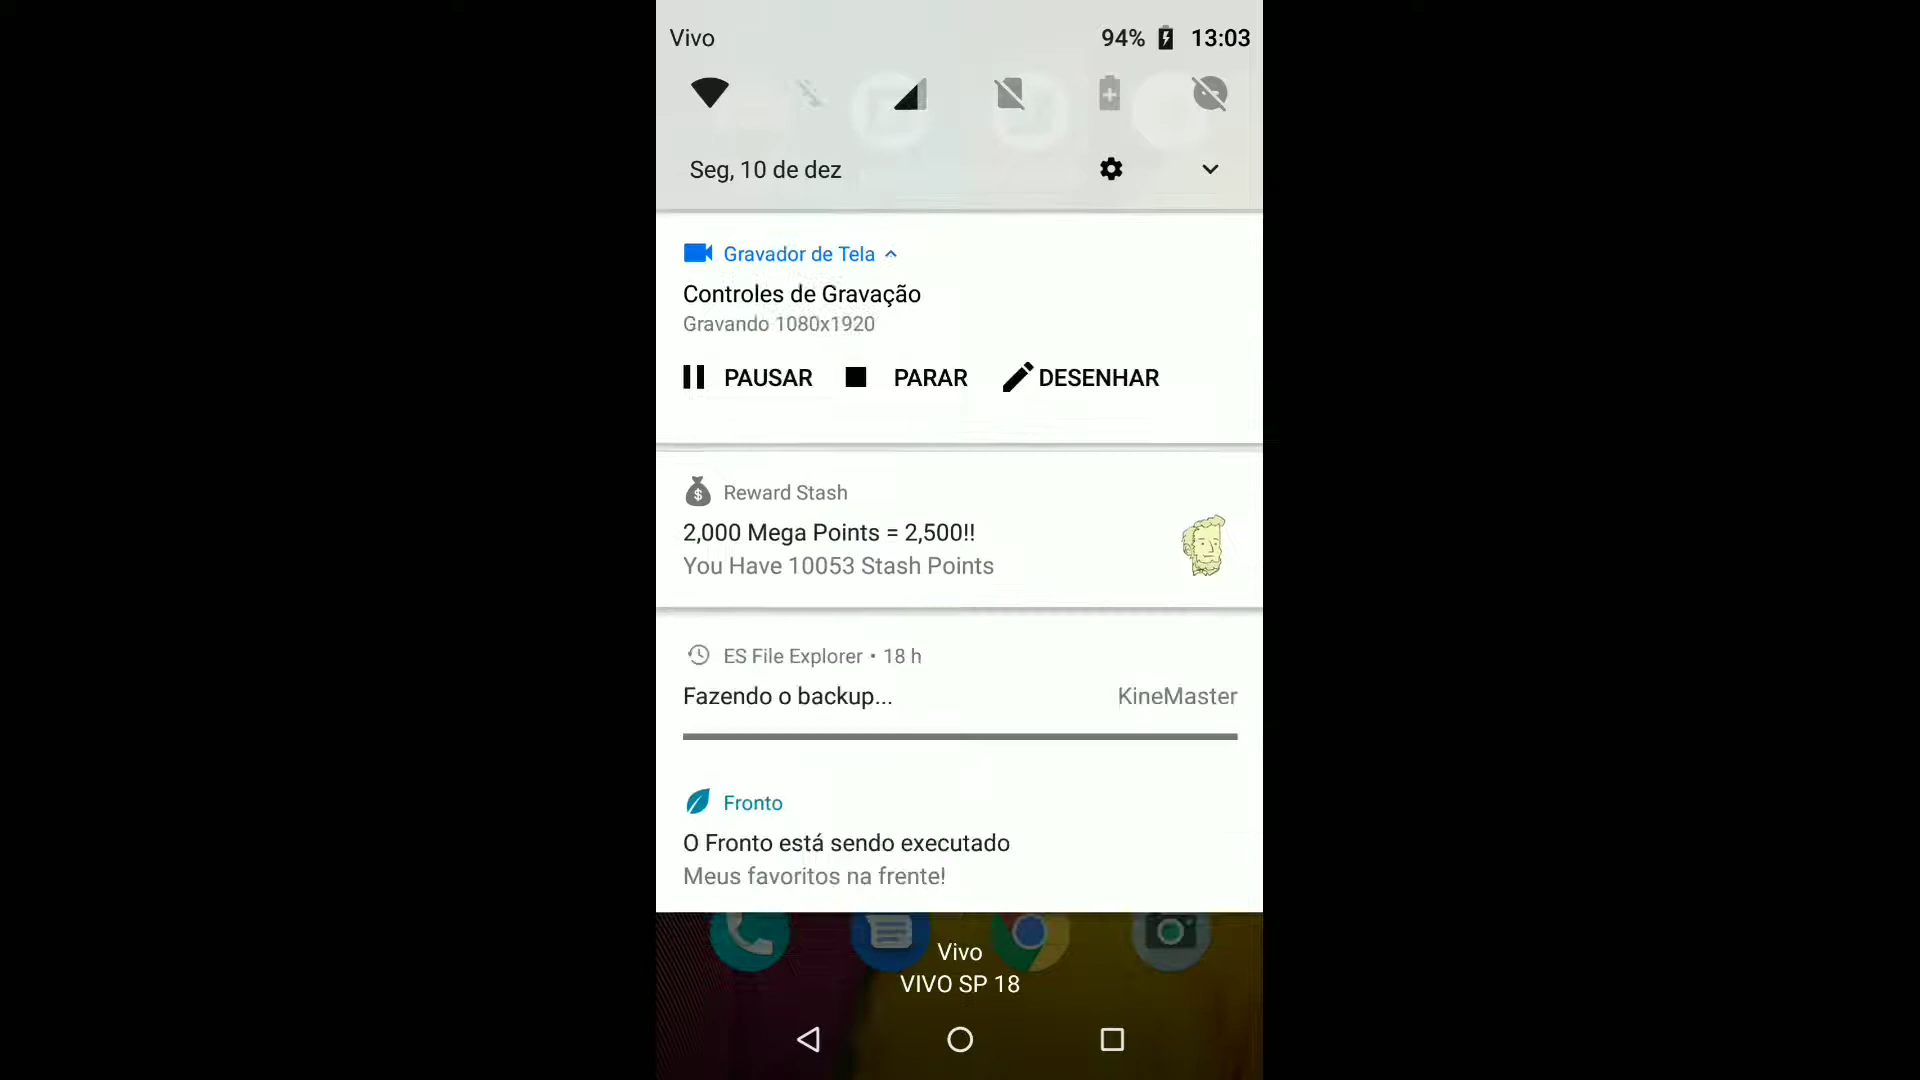 Vivo 94% 13:03
Seg, 10 de dez
Gravador de Tela
Controles de Gravação
Gravando 1080x1920
PAUSAR PARAR DESENHAR
Reward Stash
2,000 Mega Points = 2,500!!
You Have 10053 Stash Points
ES File Explorer • 18 h
Fazendo o backup... KineMaster
Fronto
O Fronto está sendo executado
Meus favoritos na frente!
Vivo
VIVO SP 18